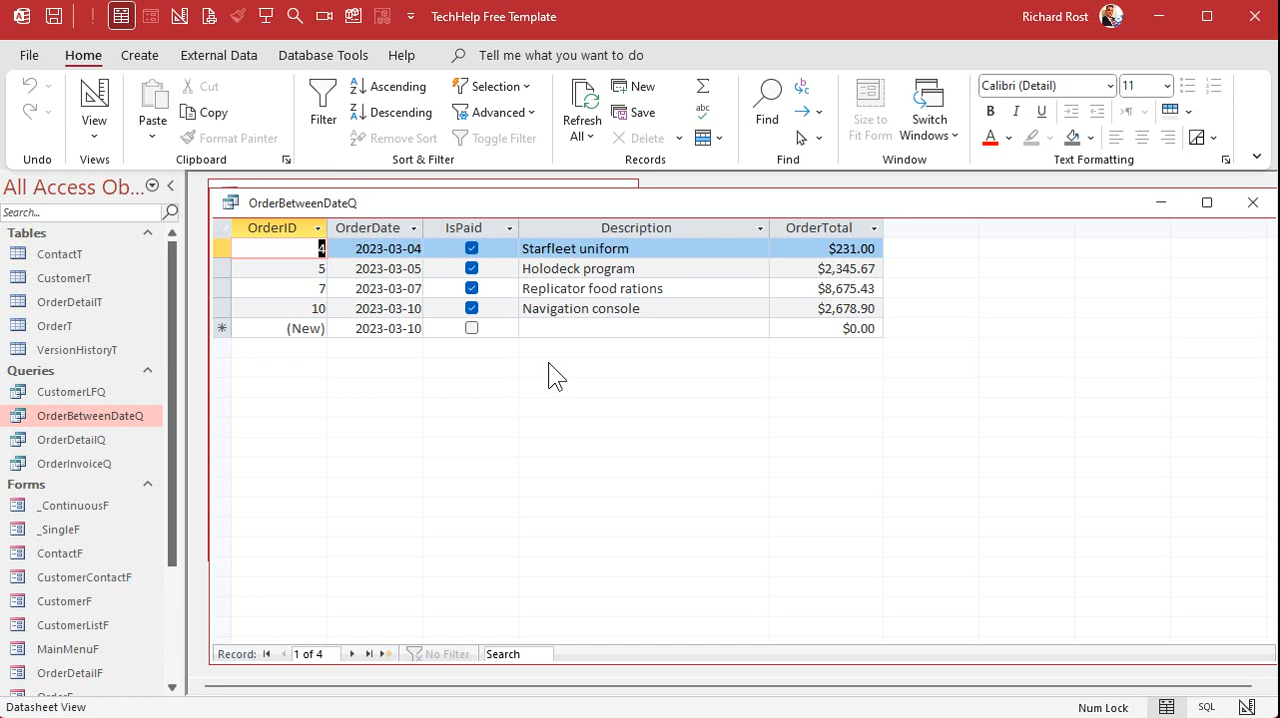 TechHelp Free Template
Richard Rost
File Home Create External Data Database Tools Help Tell me what you want to do
Undo
View
Views
Paste
Cut
Copy
Format Painter
Clipboard
Filter
Ascending
Descending
Remove Sort
Selection
Advanced
Toggle Filter
Sort & Filter
Refresh
All
New
Save
Delete
Records
Find
Find
Size to
Fit Form
Switch
Windows
Window
Calibri (Detail) 11
B I U
Text Formatting
All Access Ob...
Search...
Tables
ContactT
CustomerT
OrderDetailT
OrderT
VersionHistoryT
Queries
CustomerLFQ
OrderBetweenDateQ
OrderDetailQ
OrderInvoiceQ
Forms
_ContinuousF
_SingleF
ContactF
CustomerContactF
CustomerF
CustomerListF
MainMenuF
OrderDetailF
OrderF
OrderBetweenDateQ
OrderID OrderDate IsPaid Description OrderTotal
4 2023-03-04 Starfleet uniform $231.00
5 2023-03-05 Holodeck program $2,345.67
7 2023-03-07 Replicator food rations $8,675.43
10 2023-03-10 Navigation console $2,678.90
(New) 2023-03-10 $0.00
Record: 1 of 4 No Filter Search
Datasheet View
Num Lock
SQL